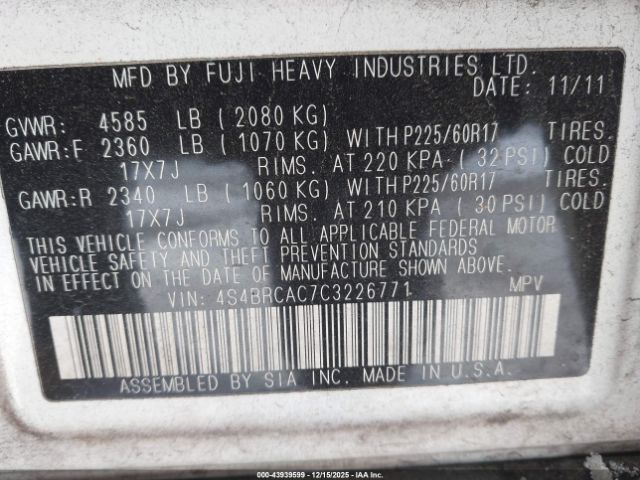 MFD BY FUJI HEAVY INDUSTRIES LTD.
DATE: 11/11
GVWR: 4585 LB ( 2080 KG)
GAWR:F 2360 LB ( 1070 KG) WITH P225/60R17 TIRES.
17X7J RIMS. AT 220 KPA ( 32 PSI) COLD
GAWR:R 2340 LB ( 1060 KG) WITH P225/60R17 TIRES.
17X7J RIMS. AT 210 KPA ( 30 PSI) COLD
THIS VEHICLE CONFORMS TO ALL APPLICABLE FEDERAL MOTOR
VEHICLE SAFETY AND THEFT PREVENTION STANDARDS
IN EFFECT ON THE DATE OF MANUFACTURE SHOWN ABOVE.
VIN: 4S4BRCAC7C3226771 MPV
ASSEMBLED BY SIA INC. MADE IN U.S.A.
000-43939599 - 12/15/2025 - IAA Inc.